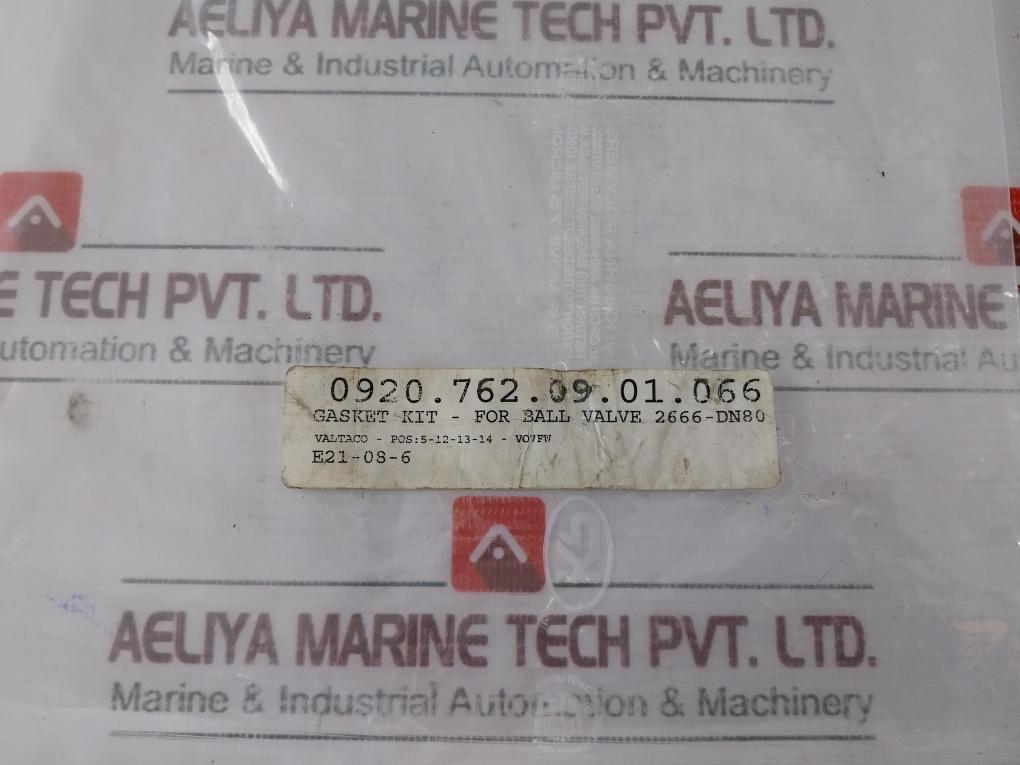 AELIYA MARINE TECH PVT. LTD.
Marine & Industrial Automation & Machinery
E TECH PVT. LTD.
utomation & Machinery
AELIYA MARINE
Marine & Industrial Au
0920.762.09.01.066
GASKET KIT - FOR BALL VALVE 2666-DN80
VALTACO - POS:5-12-13-14 - VO7FW
E21-08-6
AELIYA MARINE TECH PVT. LTD.
Marine & Industrial Automation & Machinery